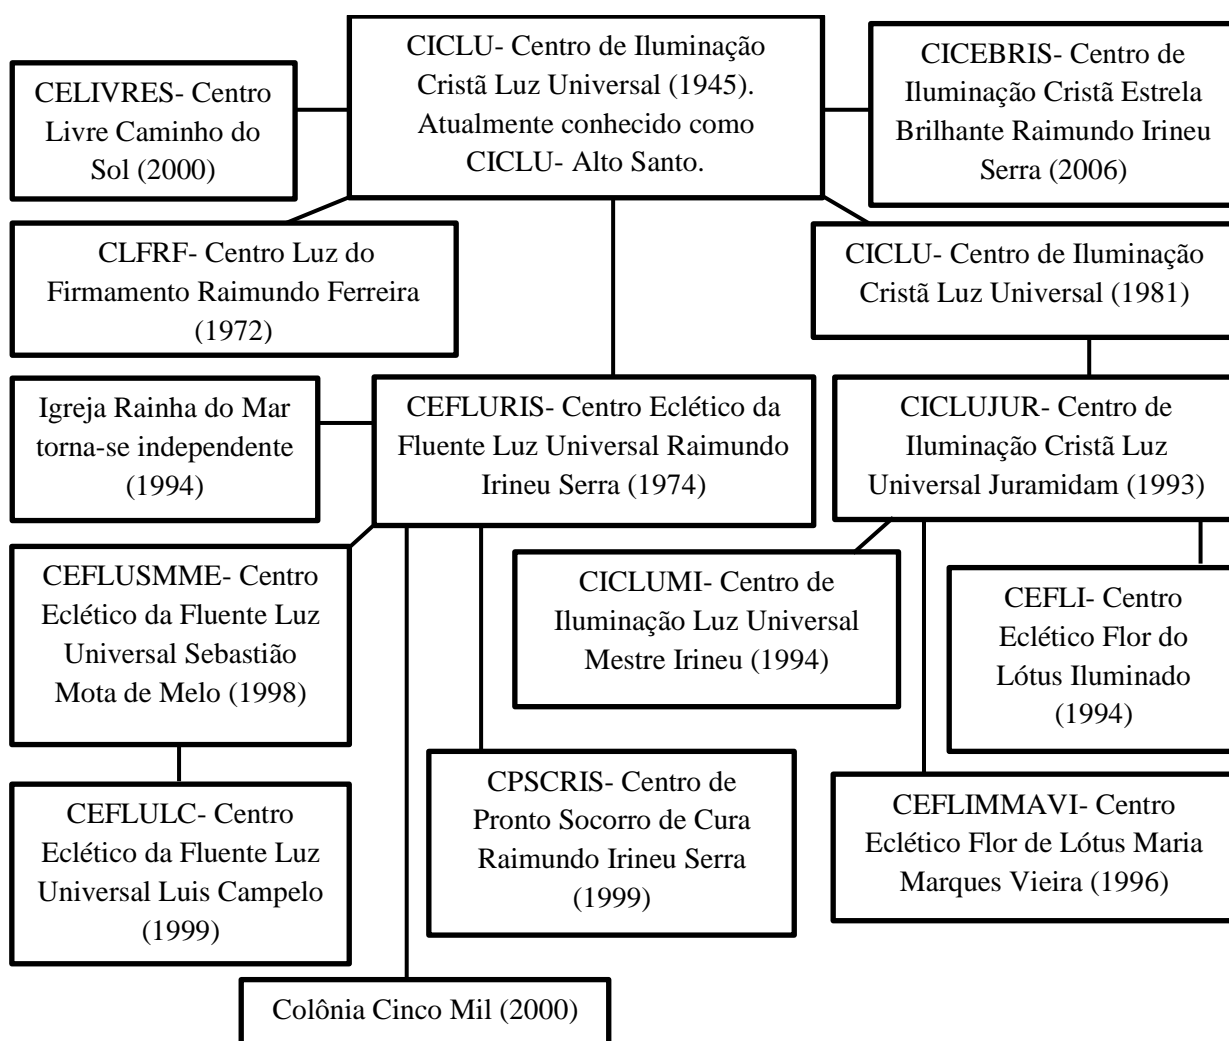 CICLU- Centro de Iluminação
Cristã Luz Universal (1945).
Atualmente conhecido como
CICLU- Alto Santo.
CELIVRES- Centro
Livre Caminho do
Sol (2000)
CICEBRIS- Centro de
Iluminação Cristã Estrela
Brilhante Raimundo Irineu
Serra (2006)
CLFRF- Centro Luz do
Firmamento Raimundo Ferreira
(1972)
CICLU- Centro de Iluminação
Cristã Luz Universal (1981)
Igreja Rainha do Mar
torna-se independente
(1994)
CEFLURIS- Centro Eclético da
Fluente Luz Universal Raimundo
Irineu Serra (1974)
CICLUJUR- Centro de
Iluminação Cristã Luz
Universal Juramidam (1993)
CEFLUSMME- Centro
Eclético da Fluente Luz
Universal Sebastião
Mota de Melo (1998)
CICLUMI- Centro de
Iluminação Luz Universal
Mestre Irineu (1994)
CEFLI- Centro
Eclético Flor do
Lótus Iluminado
(1994)
CEFLULC- Centro
Eclético da Fluente Luz
Universal Luis Campelo
(1999)
CPSCRIS- Centro de
Pronto Socorro de Cura
Raimundo Irineu Serra
(1999)
CEFLIMMAVI- Centro
Eclético Flor de Lótus Maria
Marques Vieira (1996)
Colônia Cinco Mil (2000)